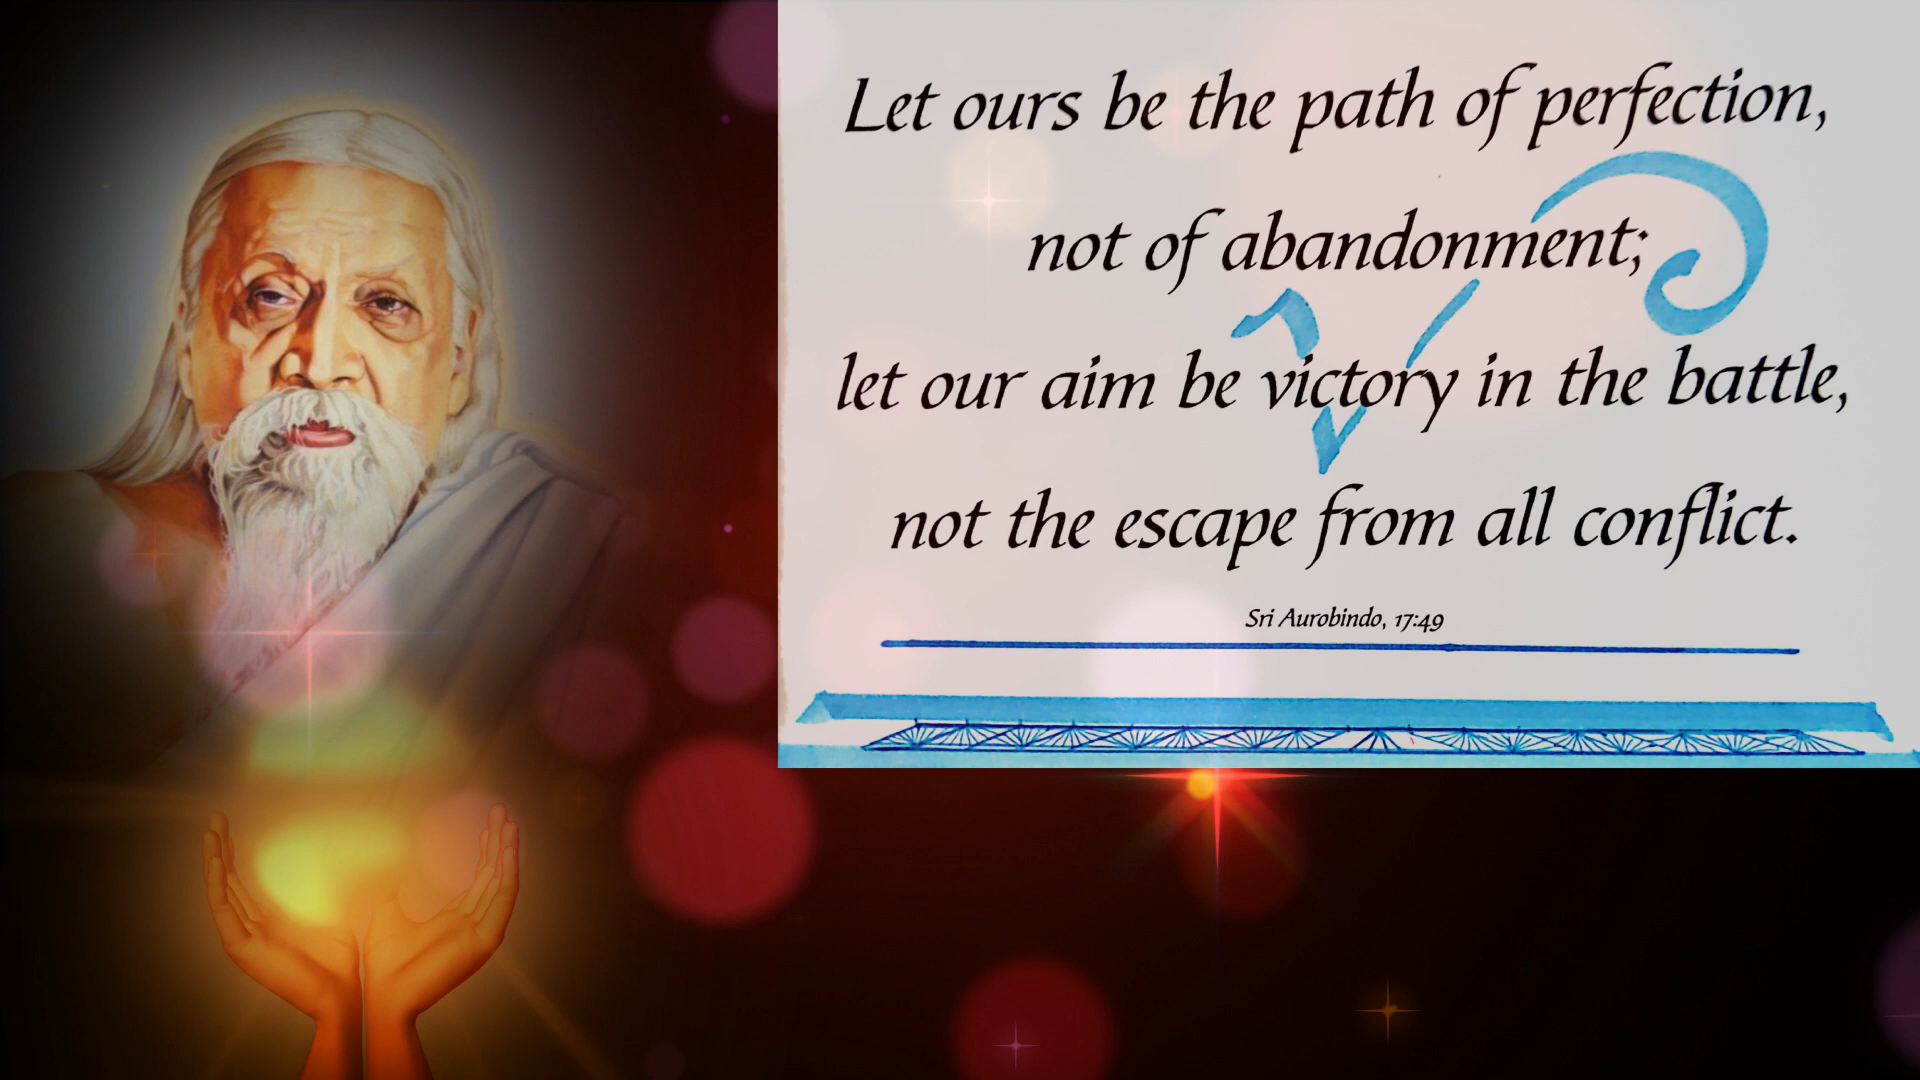 Let ours be the path of perfection,
not of abandonment;
let our aim be victory in the battle,
not the escape from all conflict.
Sri Aurobindo, 17:49